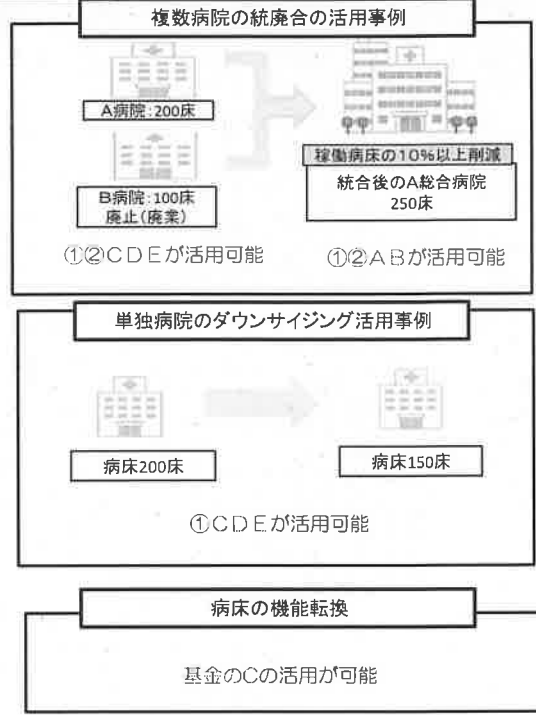 複数病院の統廃合の活用事例
A病院:200床
B病院:100床
廃止(廃業)
稼働病床の10%以上削減
統合後のA総合病院
250床
①②CDEが活用可能
①②ABが活用可能
単独病院のダウンサイジング活用事例
病床200床
病床150床
①CDEが活用可能
病床の機能転換
基金のCの活用が可能